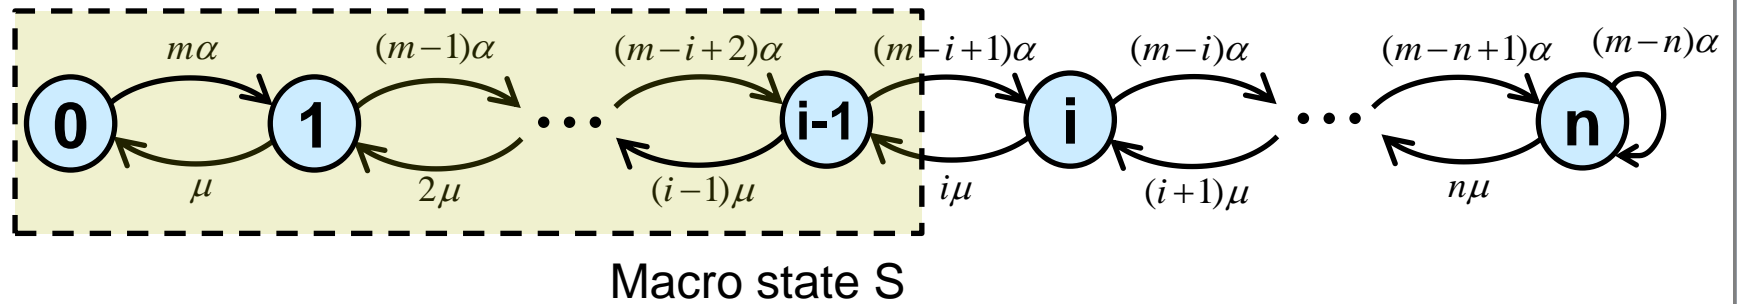 mα (m−1)α (m−i+2)α (m−i+1)α (m−i)α (m−n+1)α (m−n)α
0 1 ... i-1 i ... n
μ 2μ (i−1)μ iμ (i+1)μ nμ
Macro state S